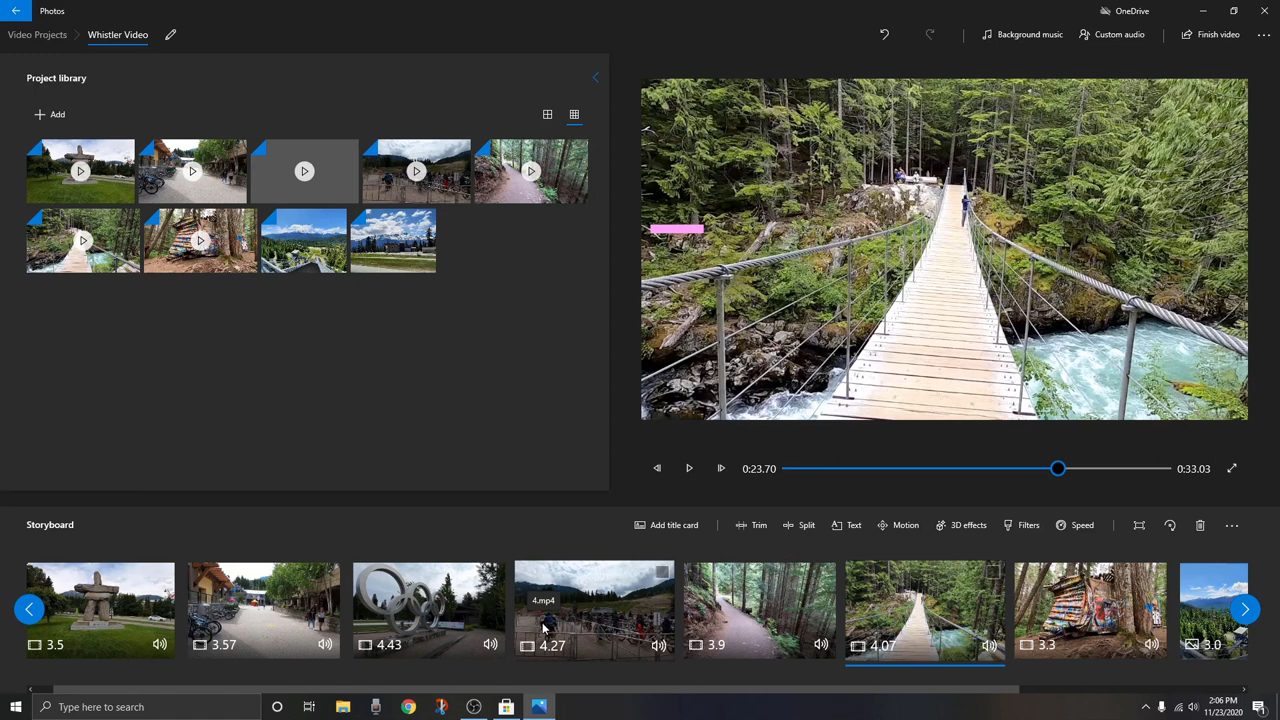 Photos
OneDrive
Video Projects
Whistler Video
Background music
Custom audio
Finish video
Project library
Add
0:23.70
0:33.03
Storyboard
Add title card
Trim
Split
Text
Motion
3D effects
Filters
Speed
4.mp4
3.5
3.57
4.43
4.27
3.9
4.07
3.3
3.0
Type here to search
2:06 PM
11/23/2020
1